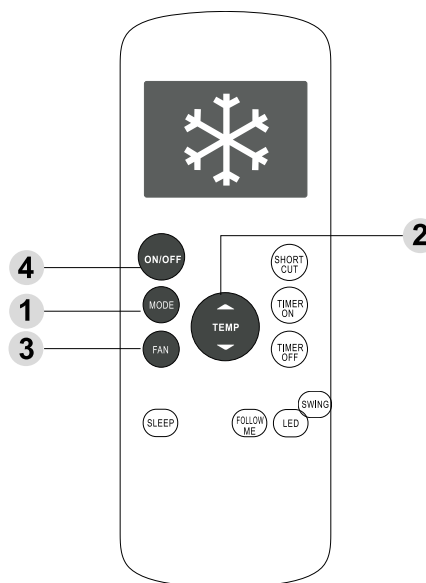 2
ON/OFF
SHORT
CUT
4
MODE
TIMER
ON
1
TEMP
3
FAN
TIMER
OFF
SWING
SLEEP
FOLLOW
ME
LED